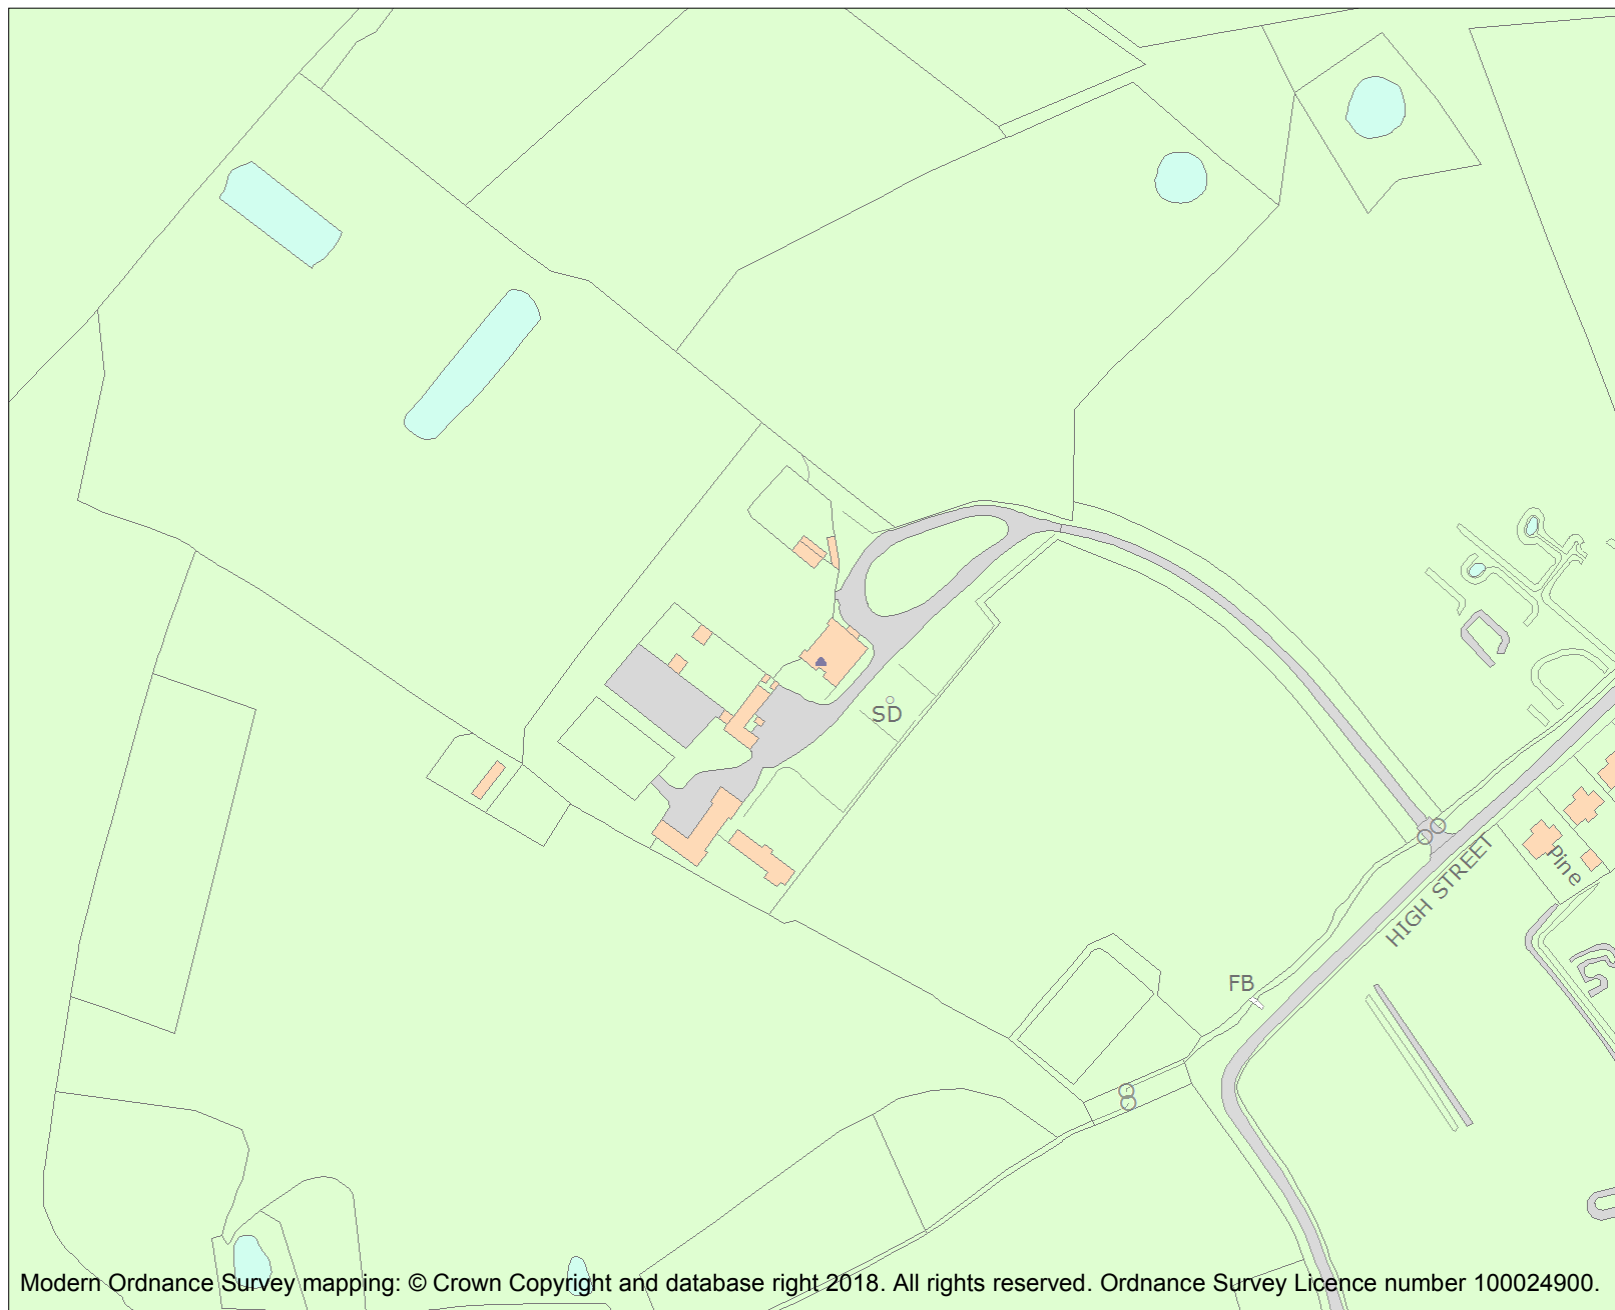 SD
Pine
HIGH STREET
FB
Modern Ordnance Survey mapping: © Crown Copyright and database right 2018. All rights reserved. Ordnance Survey Licence number 100024900.